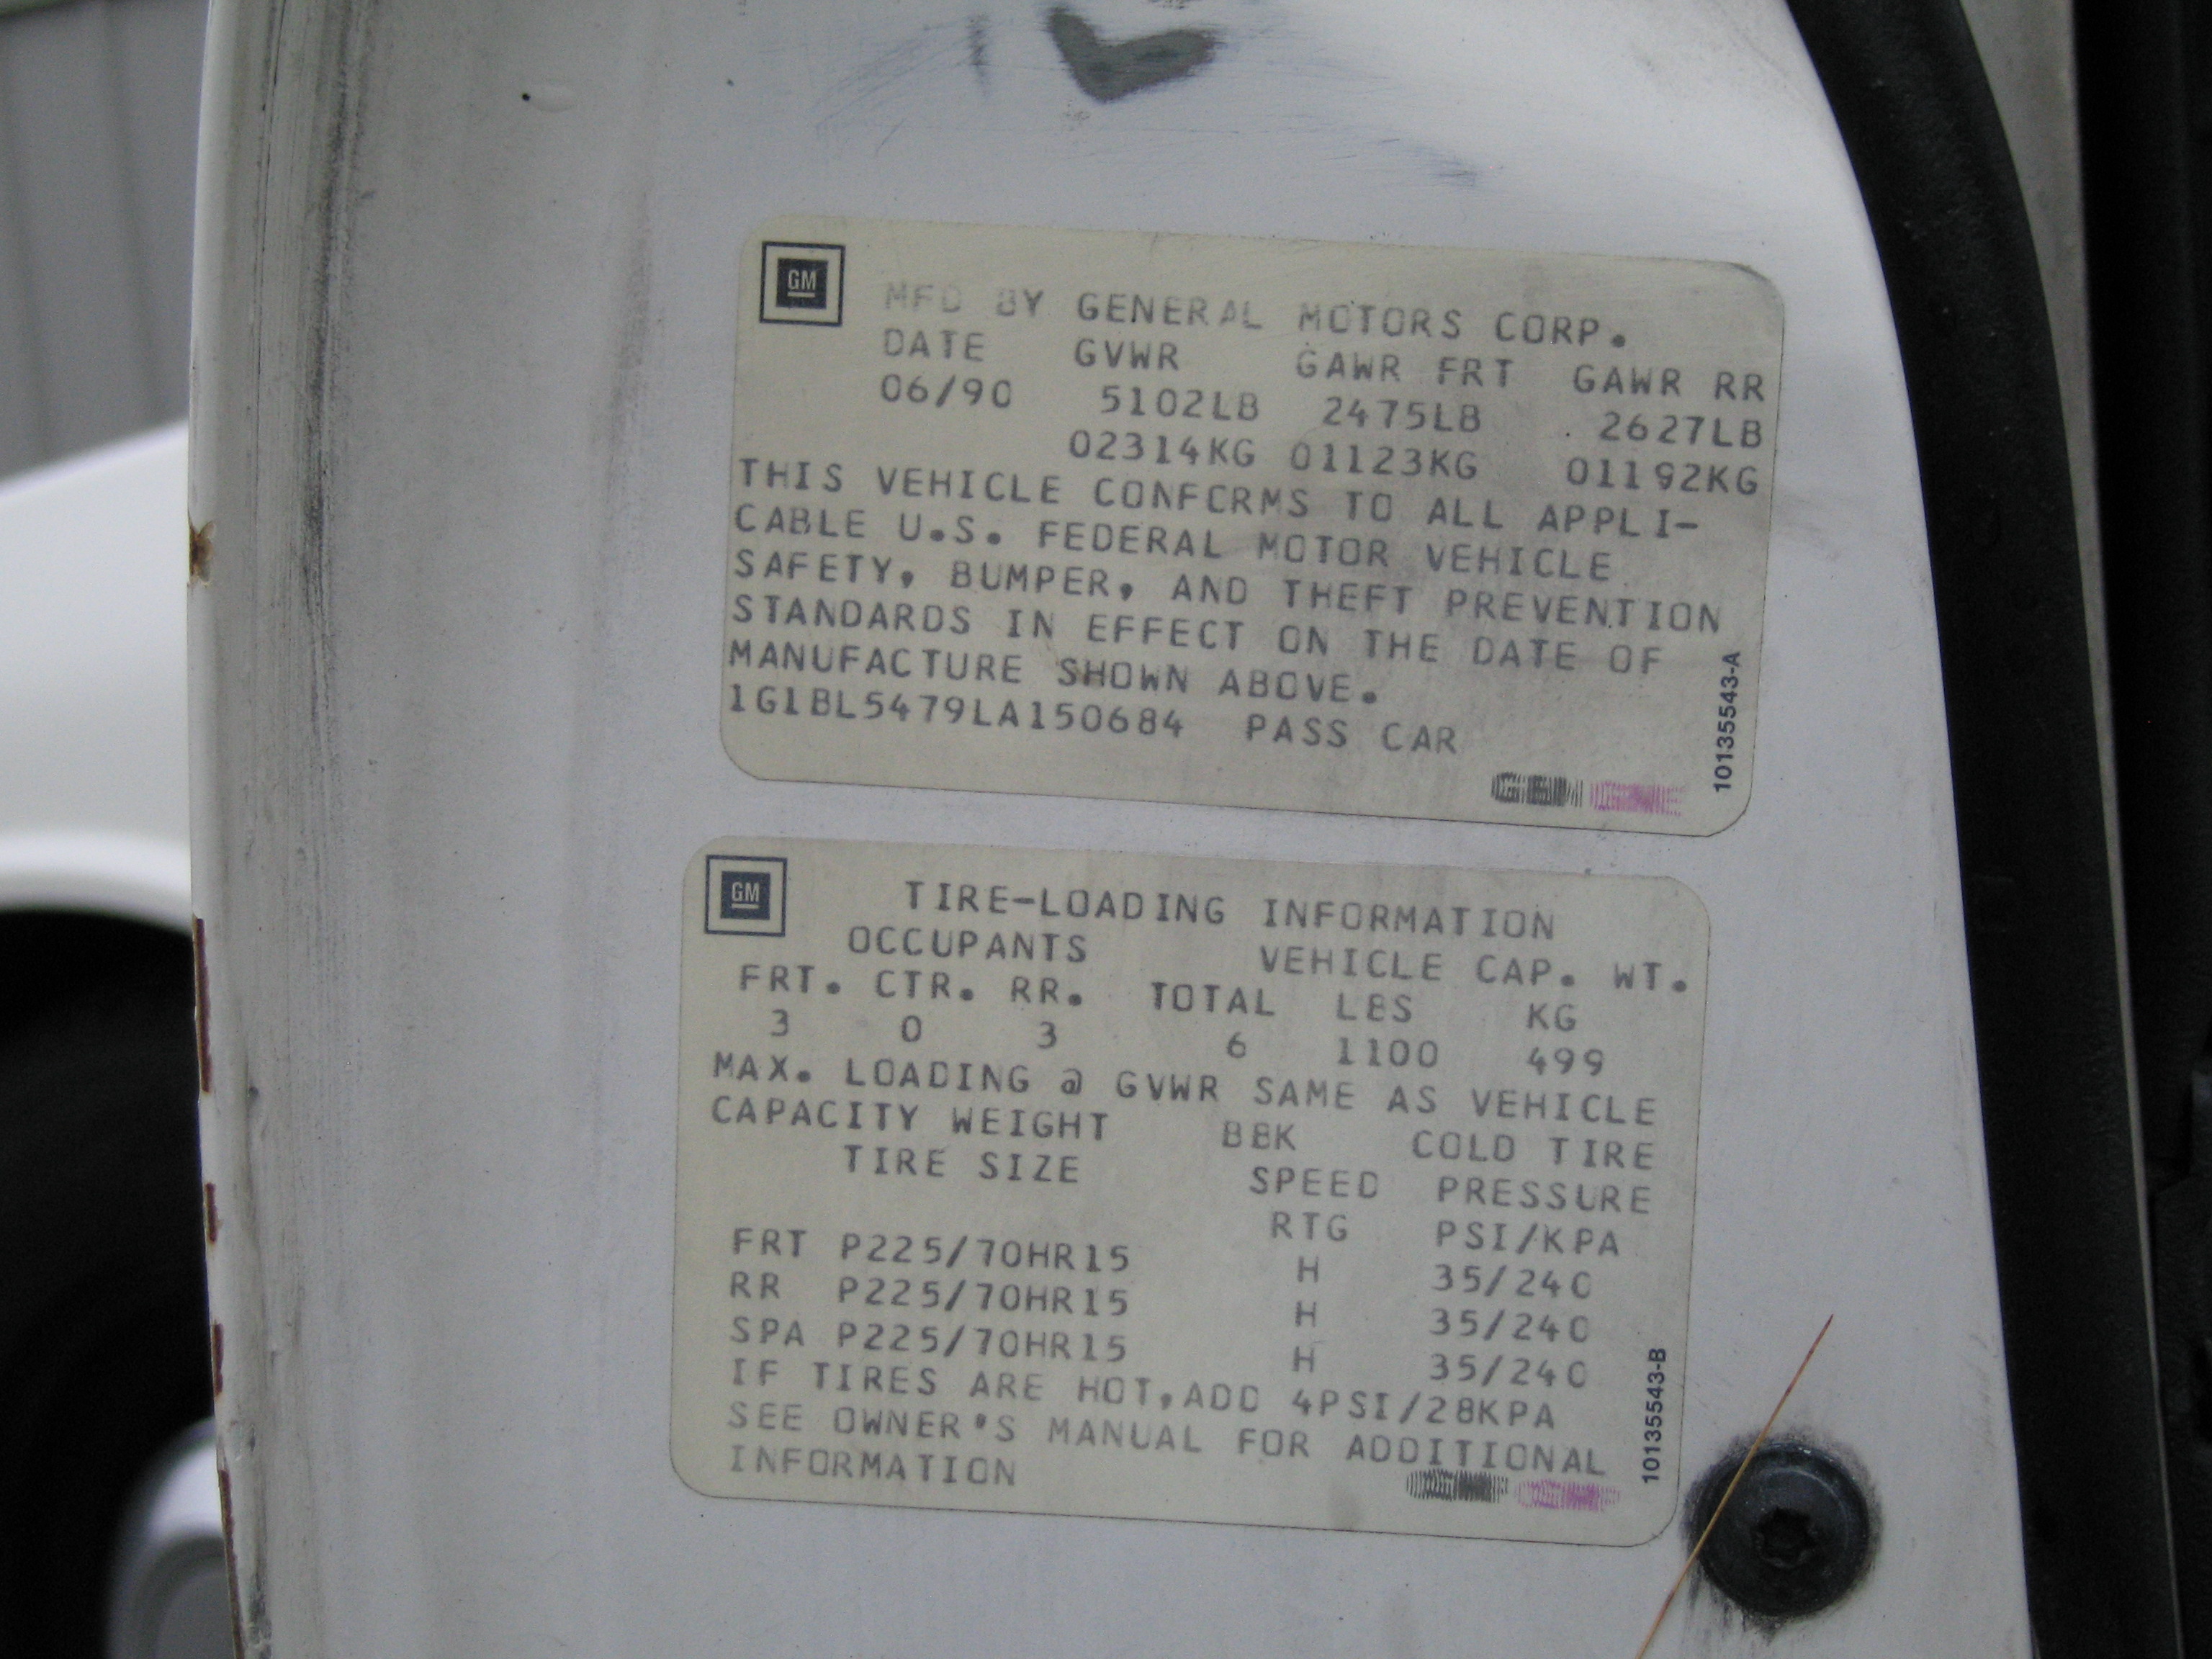 GM
MFD BY GENERAL MOTORS CORP.
DATE GVWR GAWR FRT GAWR RR
06/90 5102LB 2475LB 2627LB
02314KG 01123KG 01192KG
THIS VEHICLE CONFORMS TO ALL APPLI-
CABLE U.S. FEDERAL MOTOR VEHICLE
SAFETY, BUMPER, AND THEFT PREVENTION
STANDARDS IN EFFECT ON THE DATE OF
MANUFACTURE SHOWN ABOVE.
1G1BL5479LA150684 PASS CAR
10135543-A
GM
TIRE-LOADING INFORMATION
OCCUPANTS VEHICLE CAP. WT.
FRT. CTR. RR. TOTAL LBS KG
3 0 3 6 1100 499
MAX. LOADING @ GVWR SAME AS VEHICLE
CAPACITY WEIGHT BBK COLD TIRE
TIRE SIZE SPEED PRESSURE
RTG PSI/KPA
FRT P225/70HR15 H 35/240
RR P225/70HR15 H 35/240
SPA P225/70HR15 H 35/240
IF TIRES ARE HOT,ADD 4PSI/28KPA
SEE OWNER'S MANUAL FOR ADDITIONAL
INFORMATION
10135543-B